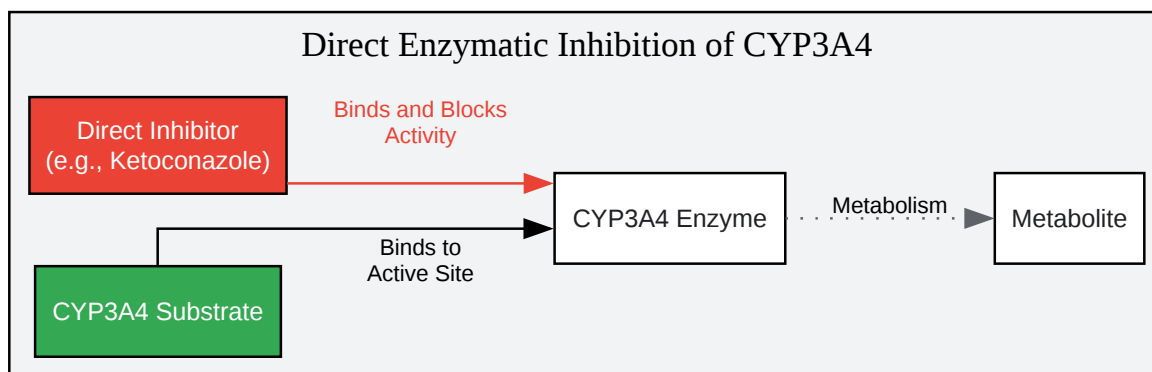 Direct Enzymatic Inhibition of CYP3A4
Direct Inhibitor
(e.g., Ketoconazole)
Binds and Blocks
Activity
CYP3A4 Enzyme
Metabolism
Metabolite
Binds to
Active Site
CYP3A4 Substrate